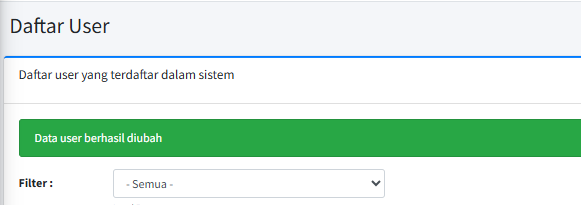 Daftar User
Daftar user yang terdaftar dalam sistem
Data user berhasil diubah
Filter : - Semua -